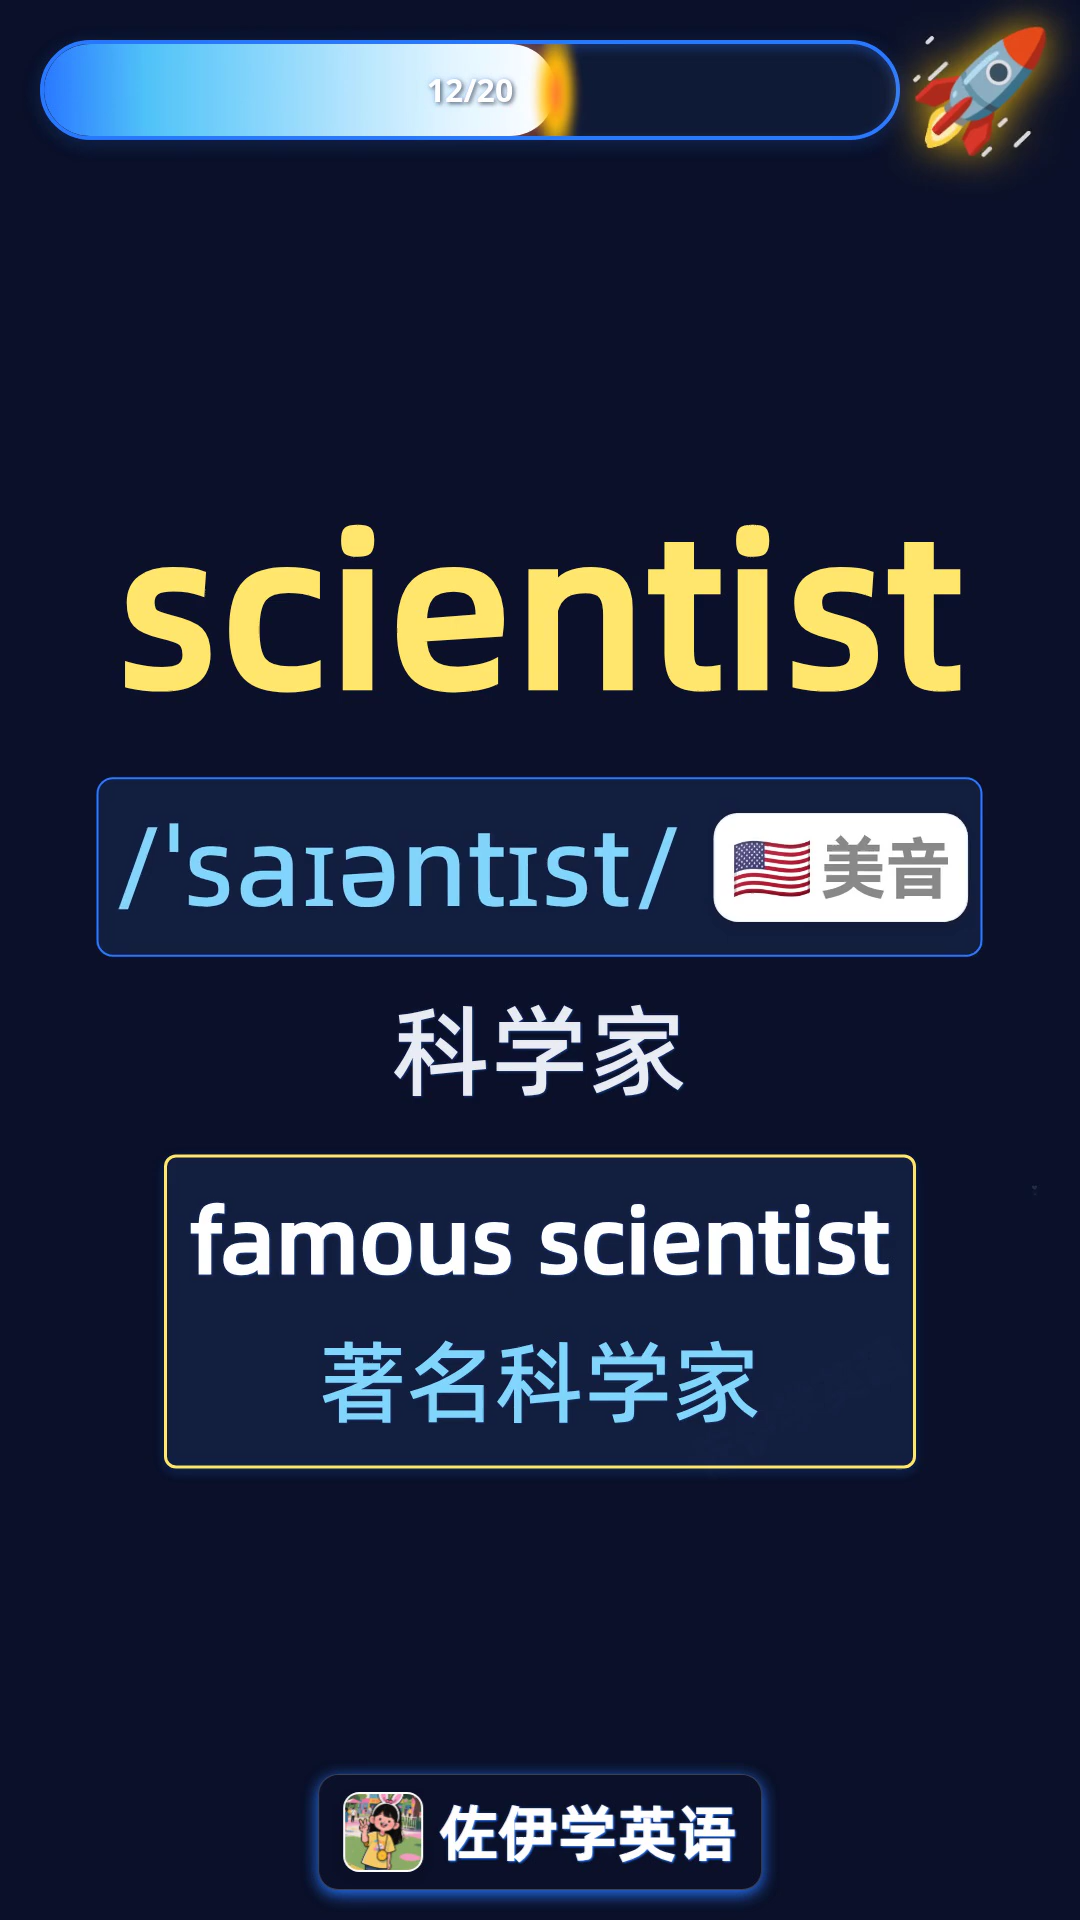 12/20
scientist
/ˈsaɪəntɪst/ 美音
科学家
famous scientist
著名科学家
佐伊学英语